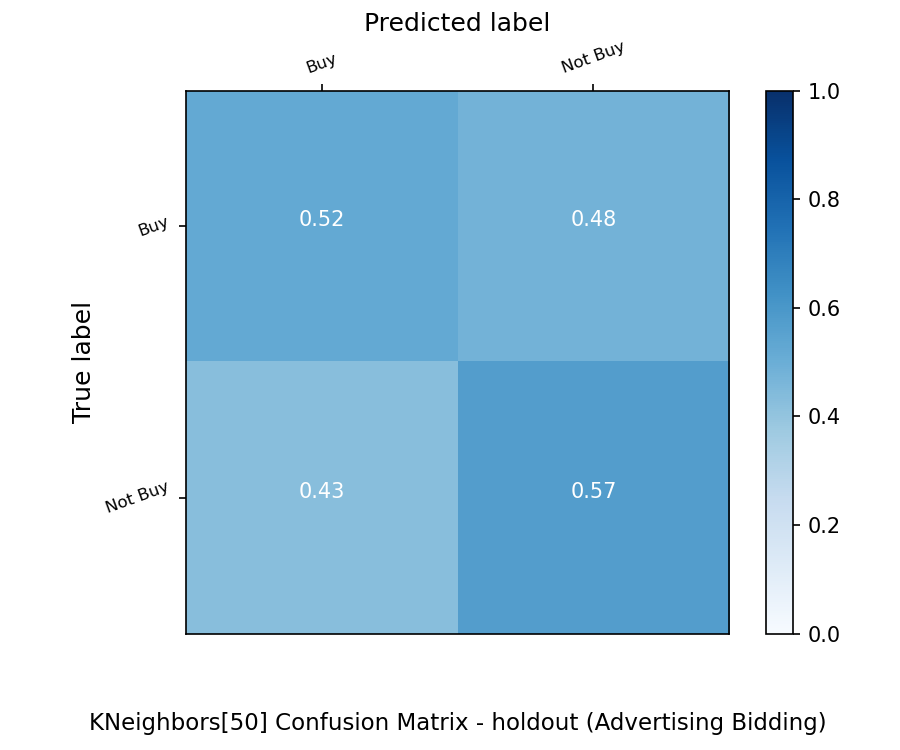 Predicted label
Buy
Not Buy
1.0
0.8
Buy
0.52
0.48
0.6
True label
0.4
Not Buy
0.43
0.57
0.2
0.0
KNeighbors[50] Confusion Matrix - holdout (Advertising Bidding)